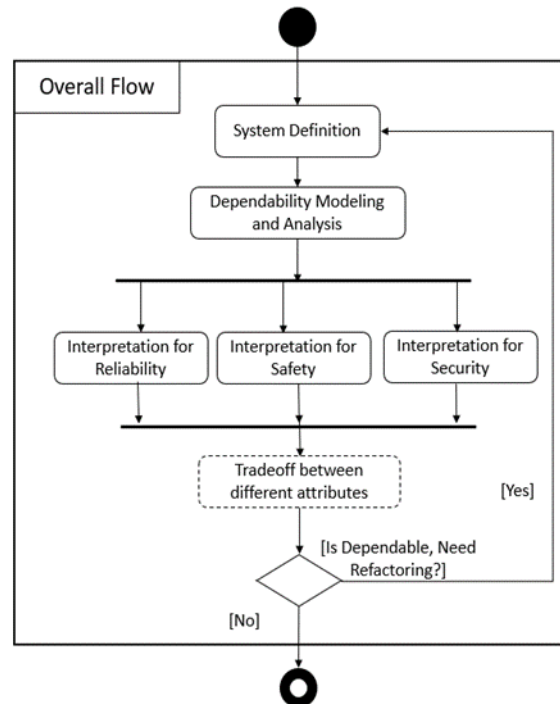 Overall Flow
System Definition
Dependability Modeling
and Analysis
Interpretation for
Reliability
Interpretation for
Safety
Interpretation for
Security
Tradeoff between
different attributes
[Yes]
[Is Dependable, Need
Refactoring?]
[No]